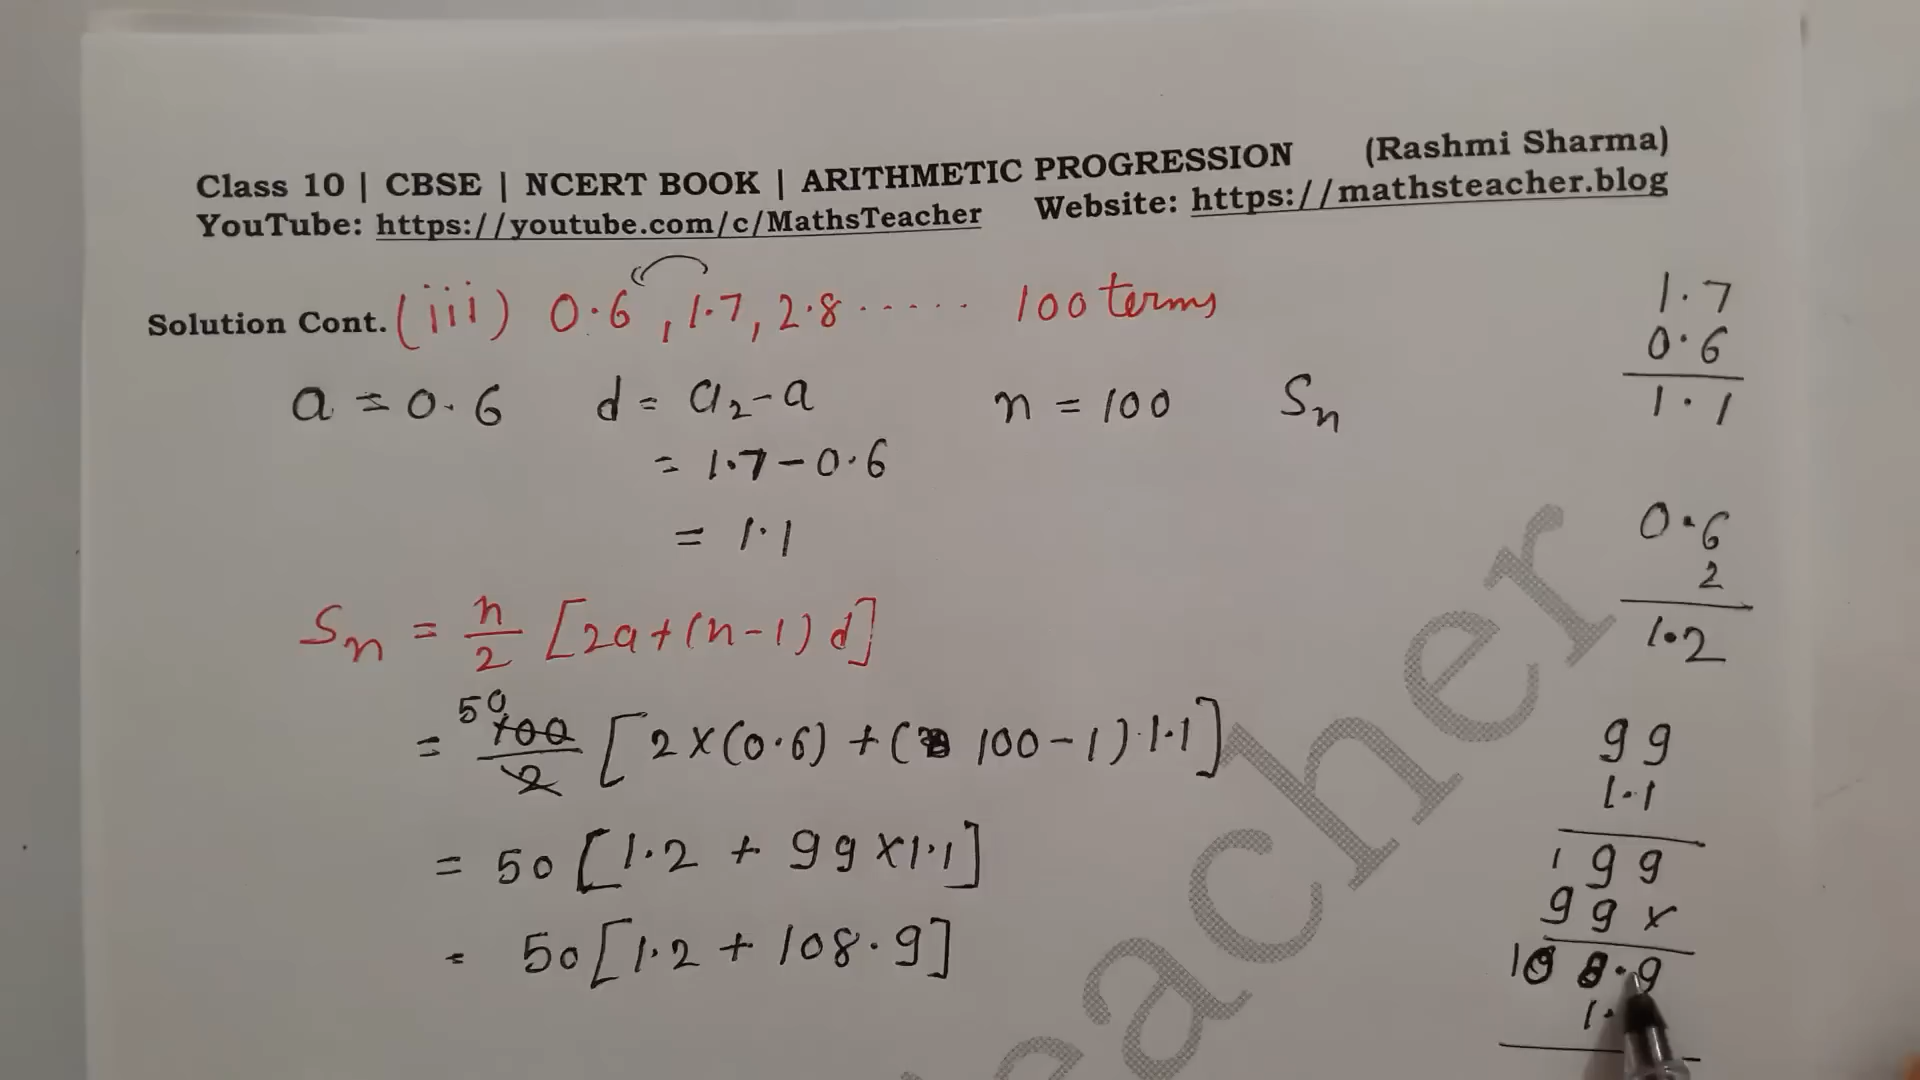 Class 10 | CBSE | NCERT BOOK | ARITHMETIC PROGRESSION (Rashmi Sharma)
YouTube: https://youtube.com/c/MathsTeacher Website: https://mathsteacher.blog
Solution Cont. (iii) 0.6, 1.7, 2.8 ...... 100 terms
a = 0.6 d = a₂-a n = 100 Sn
= 1.7-0.6
= 1.1
Sn = n/2 [2a+(n-1)d]
= 50 100/2 [2×(0.6)+(100-1).1.1]
= 50[1.2 + 99×1.1]
= 50[1.2 + 108.9]
1.7
0.6
1.1
0.6
2
1.2
99
1.1
1 99
99×
108.9
1.
acher